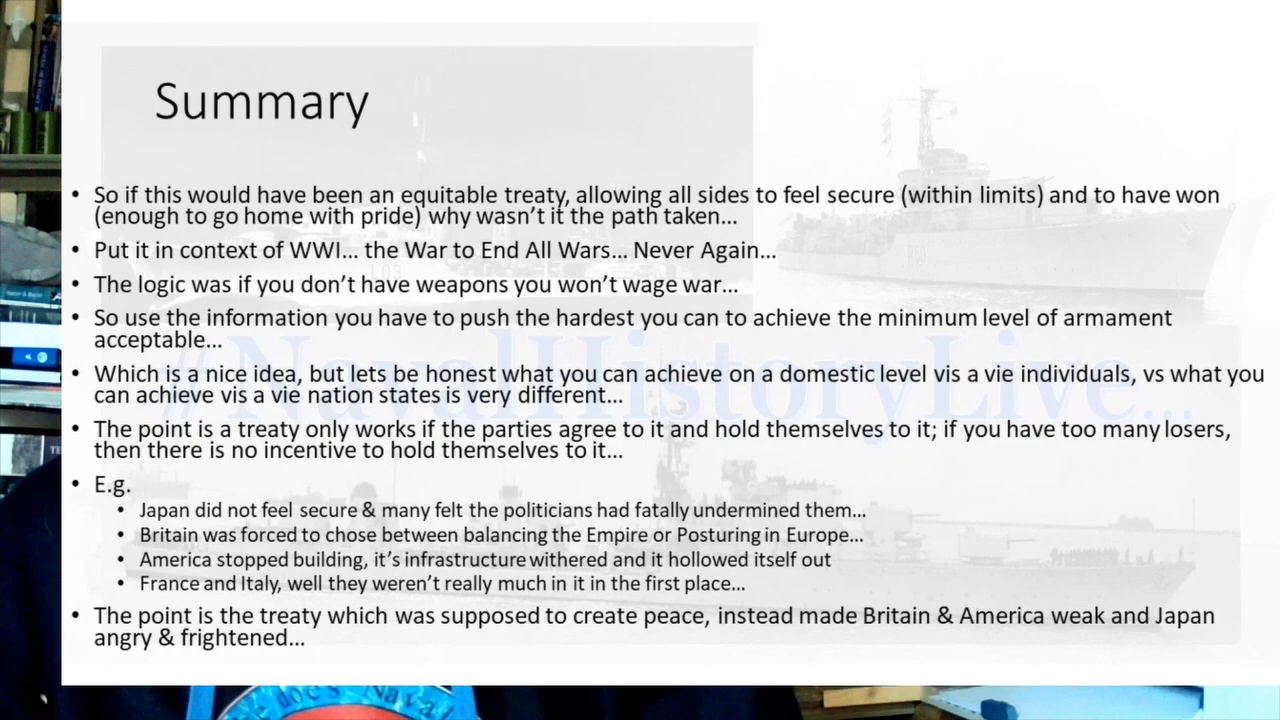 Summary
• So if this would have been an equitable treaty, allowing all sides to feel secure (within limits) and to have won
(enough to go home with pride) why wasn't it the path taken...
• Put it in context of WWI... the War to End All Wars... Never Again...
• The logic was if you don't have weapons you won't wage war...
• So use the information you have to push the hardest you can to achieve the minimum level of armament
acceptable...
• Which is a nice idea, but lets be honest what you can achieve on a domestic level vis a vie individuals, vs what you
can achieve vis a vie nation states is very different...
• The point is a treaty only works if the parties agree to it and hold themselves to it; if you have too many losers,
then there is no incentive to hold themselves to it...
• E.g.
• Japan did not feel secure & many felt the politicians had fatally undermined them...
• Britain was forced to chose between balancing the Empire or Posturing in Europe...
• America stopped building, it's infrastructure withered and it hollowed itself out
• France and Italy, well they weren't really much in it in the first place...
• The point is the treaty which was supposed to create peace, instead made Britain & America weak and Japan
angry & frightened...
#NavalHistoryLive...
L03
does Naval